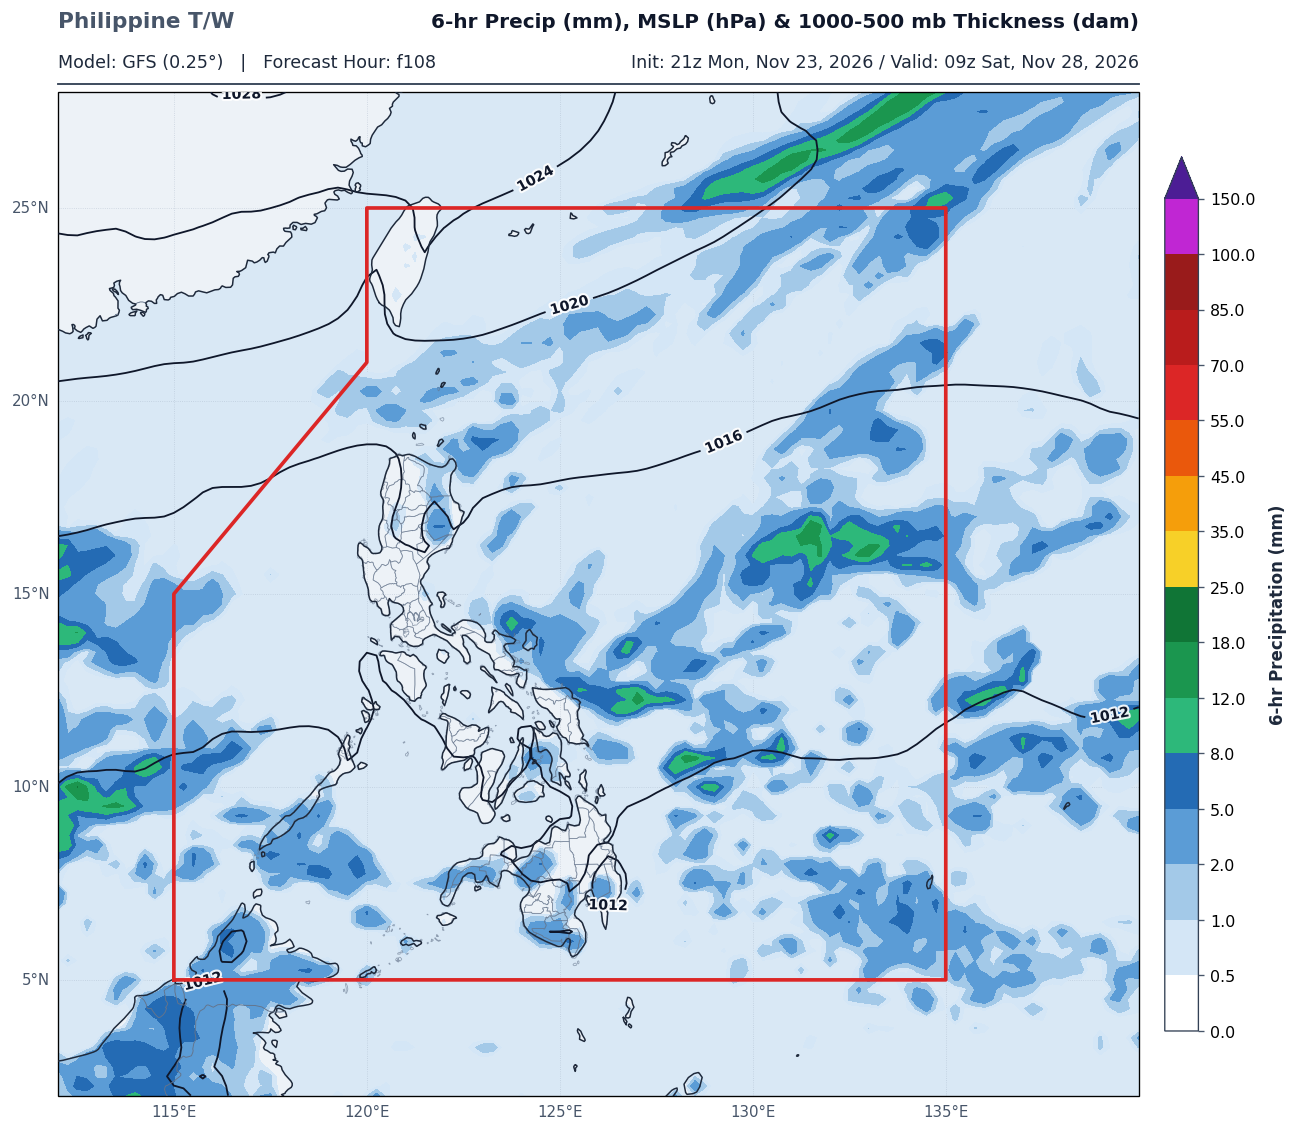 Philippine T/W
6-hr Precip (mm), MSLP (hPa) & 1000-500 mb Thickness (dam)
Model: GFS (0.25°) | Forecast Hour: f108
Init: 21z Mon, Nov 23, 2026 / Valid: 09z Sat, Nov 28, 2026
1028
1024
1020
1016
1012
1012
1012
25°N
20°N
15°N
10°N
5°N
115°E
120°E
125°E
130°E
135°E
150.0
100.0
85.0
70.0
55.0
45.0
35.0
25.0
18.0
12.0
8.0
5.0
2.0
1.0
0.5
0.0
6-hr Precipitation (mm)